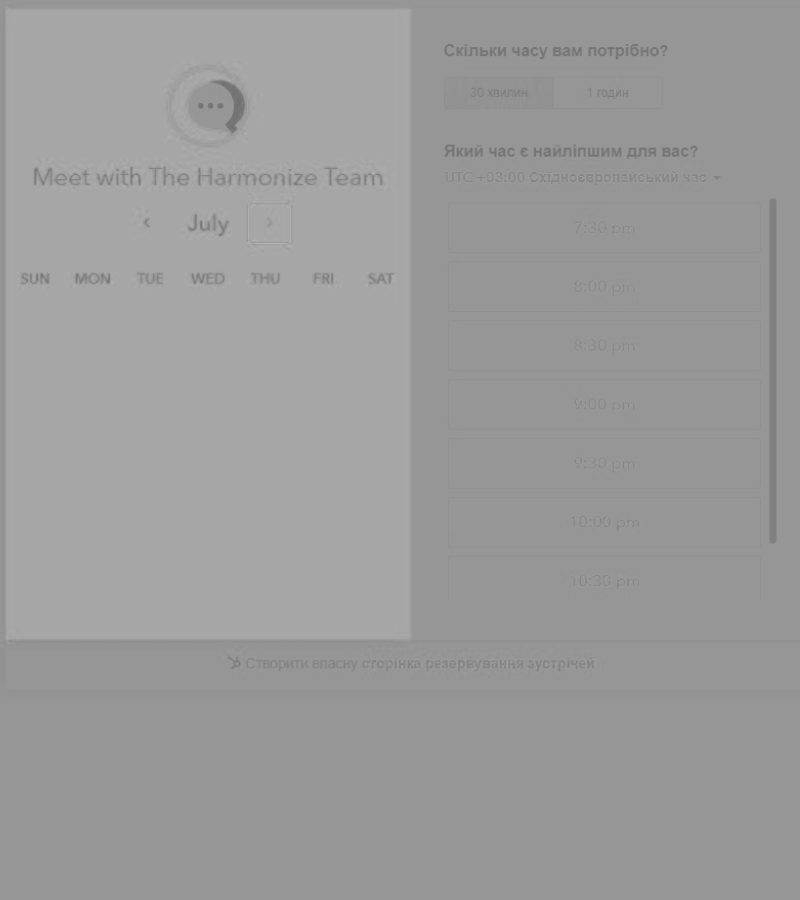 Meet with The Harmonize Team
July
SUN MON TUE WED THU FRI SAT
Скільки часу вам потрібно?
30 хвилин 1 годин
Який час є найліпшим для вас?
UTC +03:00 Східноєвропейський час
7:30 pm
8:00 pm
8:30 pm
9:00 pm
9:30 pm
10:00 pm
10:30 pm
Створити власну сторінка резервування зустрічей